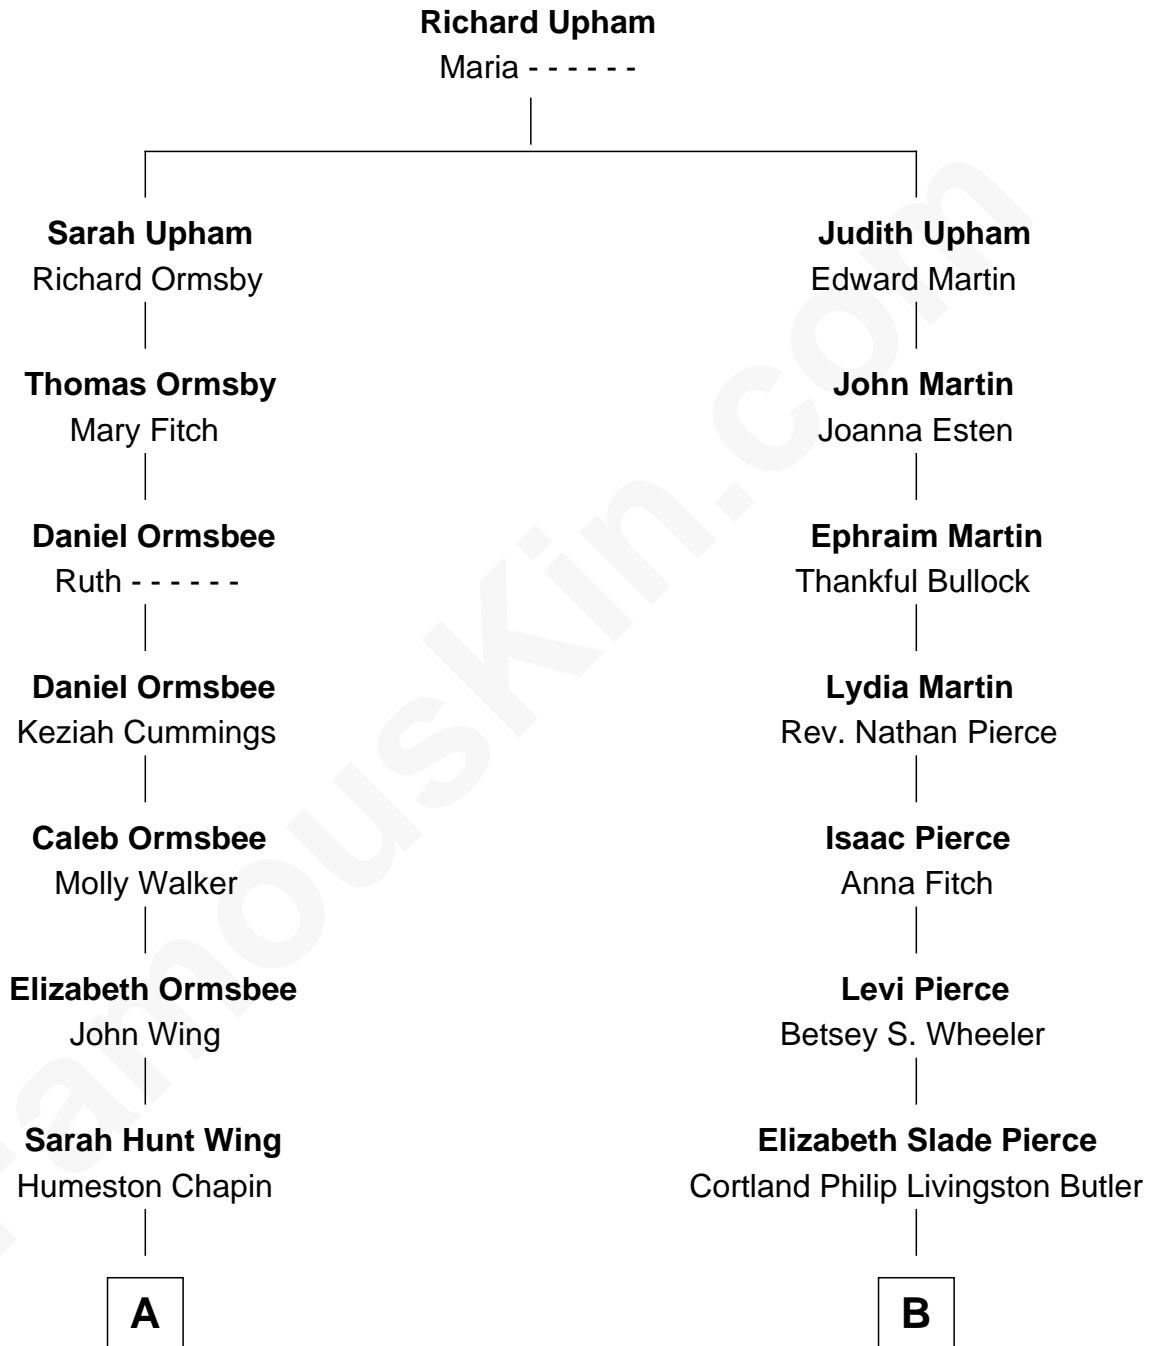 Richard Upham
Maria - - - - - -
Sarah Upham
Richard Ormsby
Thomas Ormsby
Mary Fitch
Daniel Ormsbee
Ruth - - - - - -
Daniel Ormsbee
Keziah Cummings
Caleb Ormsbee
Molly Walker
Elizabeth Ormsbee
John Wing
Sarah Hunt Wing
Humeston Chapin
A
Judith Upham
Edward Martin
John Martin
Joanna Esten
Ephraim Martin
Thankful Bullock
Lydia Martin
Rev. Nathan Pierce
Isaac Pierce
Anna Fitch
Levi Pierce
Betsey S. Wheeler
Elizabeth Slade Pierce
Cortland Philip Livingston Butler
B
FamousKin.com